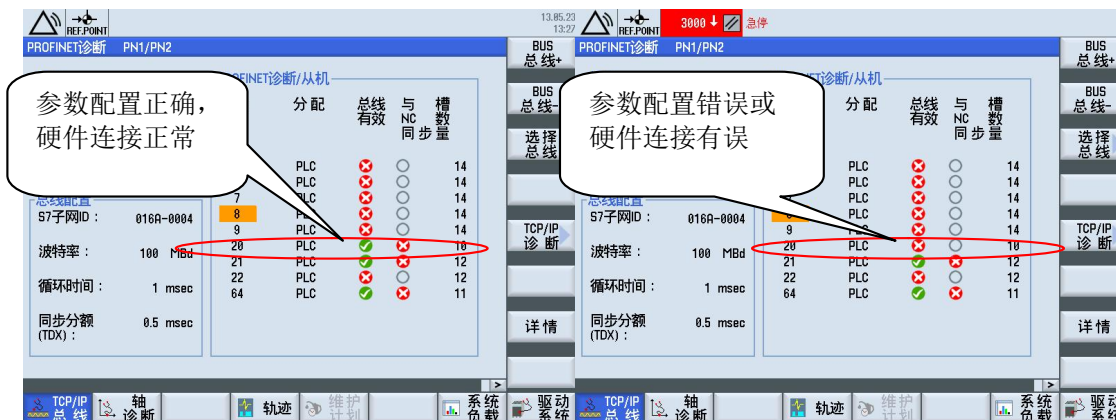 REF.POINT
13.05.23
13:27
PROFINET诊断 PN1/PN2
PROFINET诊断/从机
参数配置正确，
硬件连接正常
分配 总线有效 与NC同步 槽数量
PLC 14
PLC 14
7 PLC 14
8 PLC 14
9 PLC 14
20 PLC 10
21 PLC 12
22 PLC 12
64 PLC 11
总线配置
S7子网ID： 016A-0004
波特率： 100 MBd
循环时间： 1 msec
同步分额
(TDX)： 0.5 msec
BUS
总线+
BUS
总线-
选择
总线
TCP/IP
诊断
详情
TCP/IP
总线
轴
诊断
轨迹
维护
计划
系统
负载
驱动
系统
REF.POINT
3000 急停
PROFINET诊断 PN1/PN2
诊断/从机
参数配置错误或
硬件连接有误
分配 总线有效 与NC同步 槽数量
PLC 14
PLC 14
PLC 14
PLC 14
9 PLC 14
20 PLC 10
21 PLC 12
22 PLC 12
64 PLC 11
总线配置
S7子网ID： 016A-0004
波特率： 100 MBd
循环时间： 1 msec
同步分额
(TDX)： 0.5 msec
BUS
总线+
BUS
总线-
选择
总线
TCP/IP
诊断
详情
TCP/IP
总线
轴
诊断
轨迹
维护
计划
系统
负载
驱动
系统